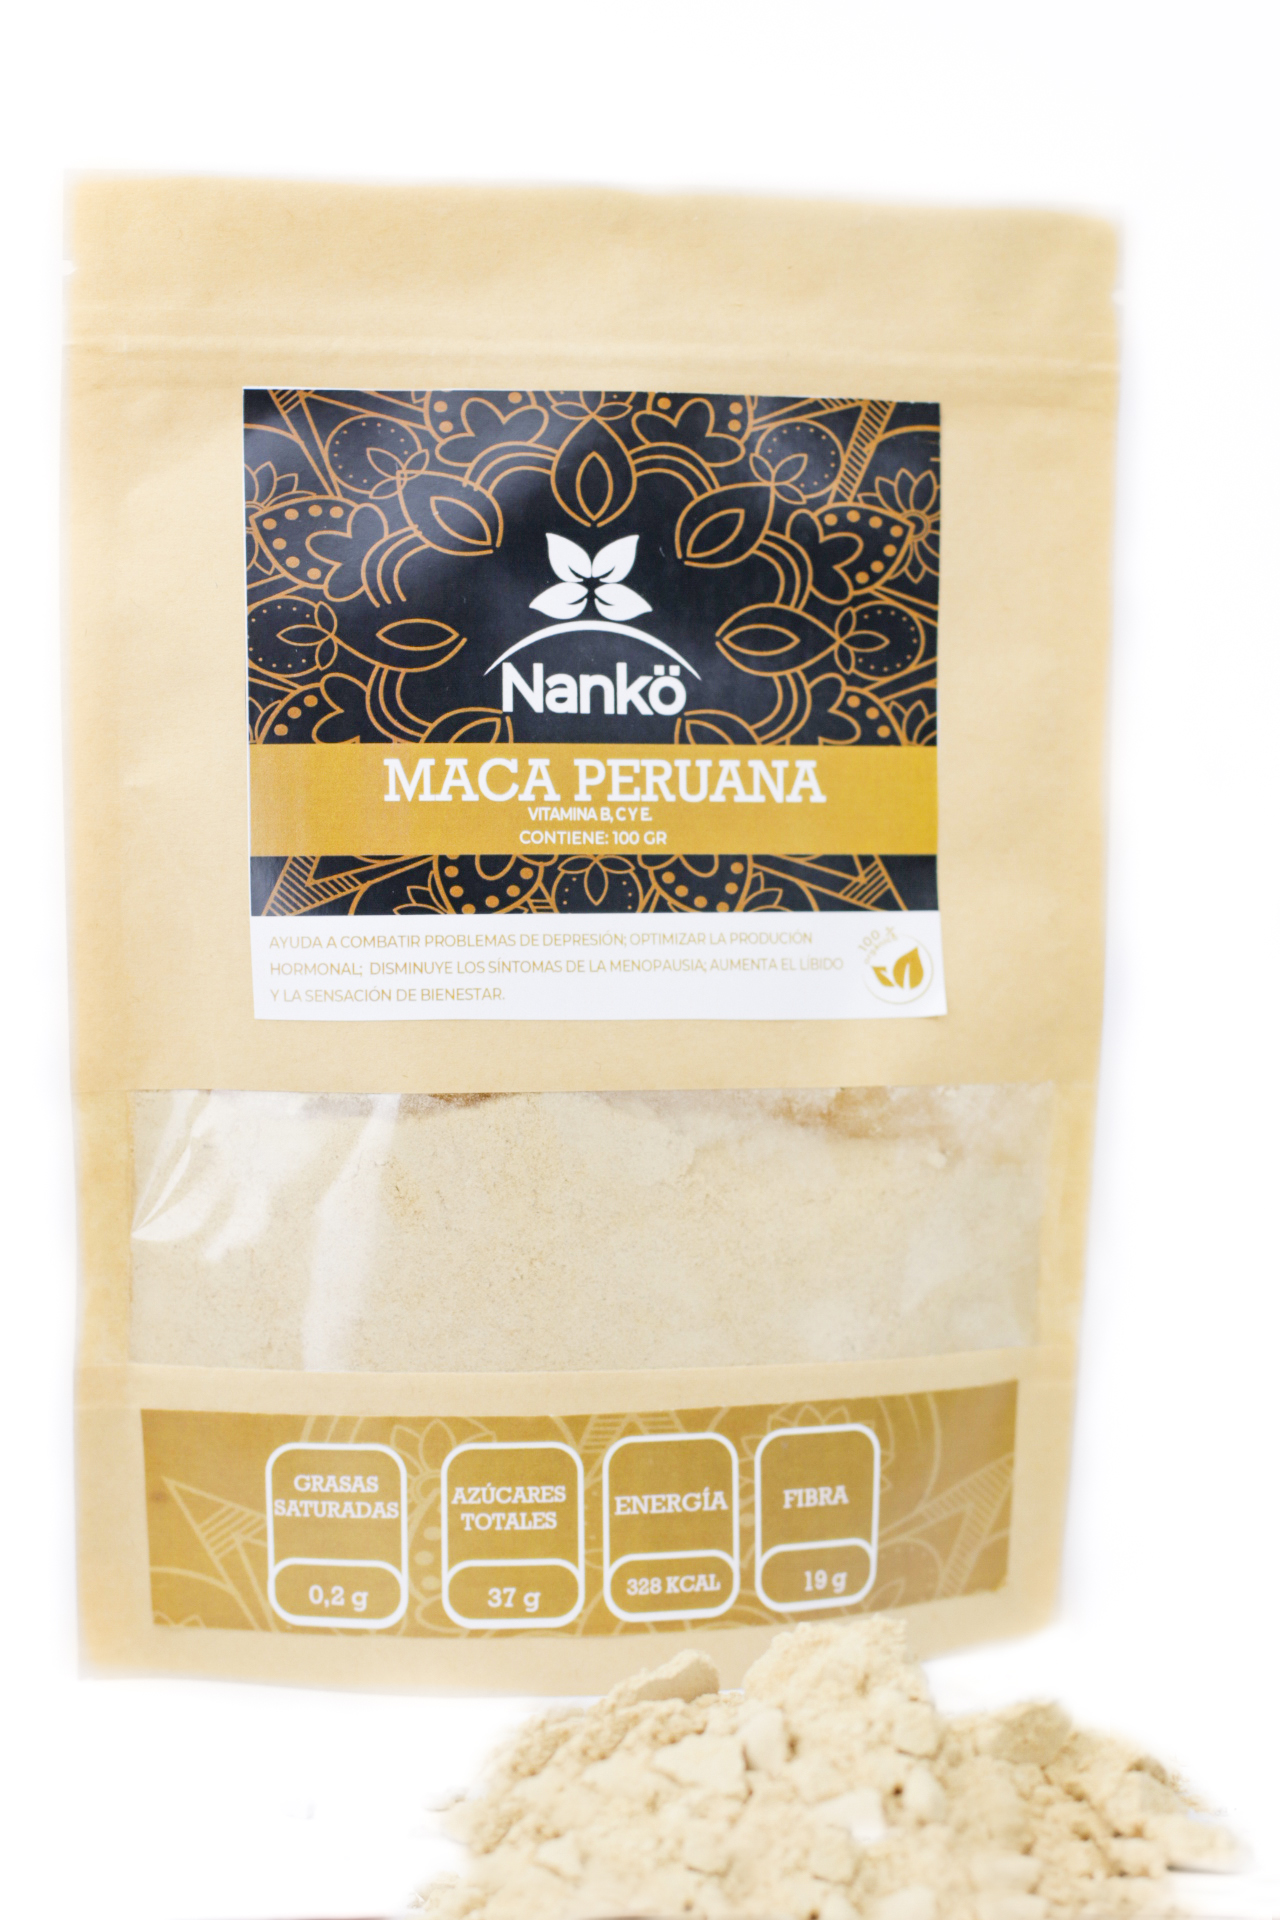 Nankö
MACA PERUANA
VITAMINA B, C Y E.
CONTIENE: 100 GR
AYUDA A COMBATIR PROBLEMAS DE DEPRESIÓN; OPTIMIZAR LA PRODUCIÓN
HORMONAL; DISMINUYE LOS SÍNTOMAS DE LA MENOPAUSIA; AUMENTA EL LÍBIDO
Y LA SENSACIÓN DE BIENESTAR.
100
GRASAS
SATURADAS
0,2 g
AZÚCARES
TOTALES
37 g
ENERGÍA
328 KCAL
FIBRA
19 g